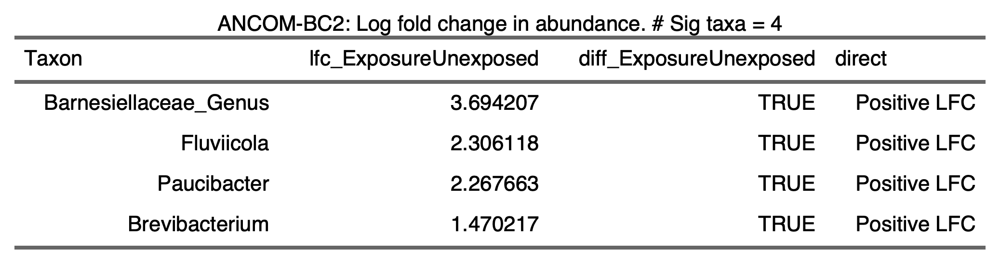 ANCOM-BC2: Log fold change in abundance. # Sig taxa = 4
Taxon lfc_ExposureUnexposed diff_ExposureUnexposed direct
Barnesiellaceae_Genus 3.694207 TRUE Positive LFC
Fluviicola 2.306118 TRUE Positive LFC
Paucibacter 2.267663 TRUE Positive LFC
Brevibacterium 1.470217 TRUE Positive LFC